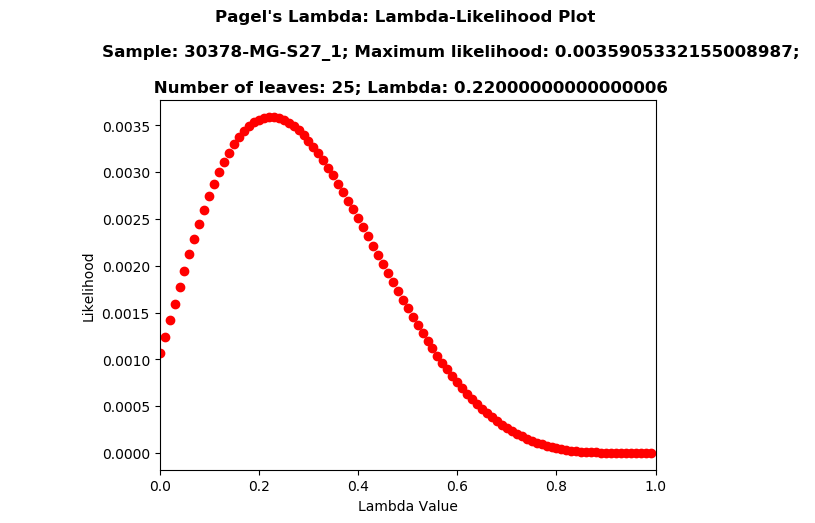 Pagel's Lambda: Lambda-Likelihood Plot
Sample: 30378-MG-S27_1; Maximum likelihood: 0.0035905332155008987;
Number of leaves: 25; Lambda: 0.22000000000000006
0.0035
0.0030
0.0025
0.0020
0.0015
0.0010
0.0005
0.0000
Likelihood
0.0 0.2 0.4 0.6 0.8 1.0
Lambda Value